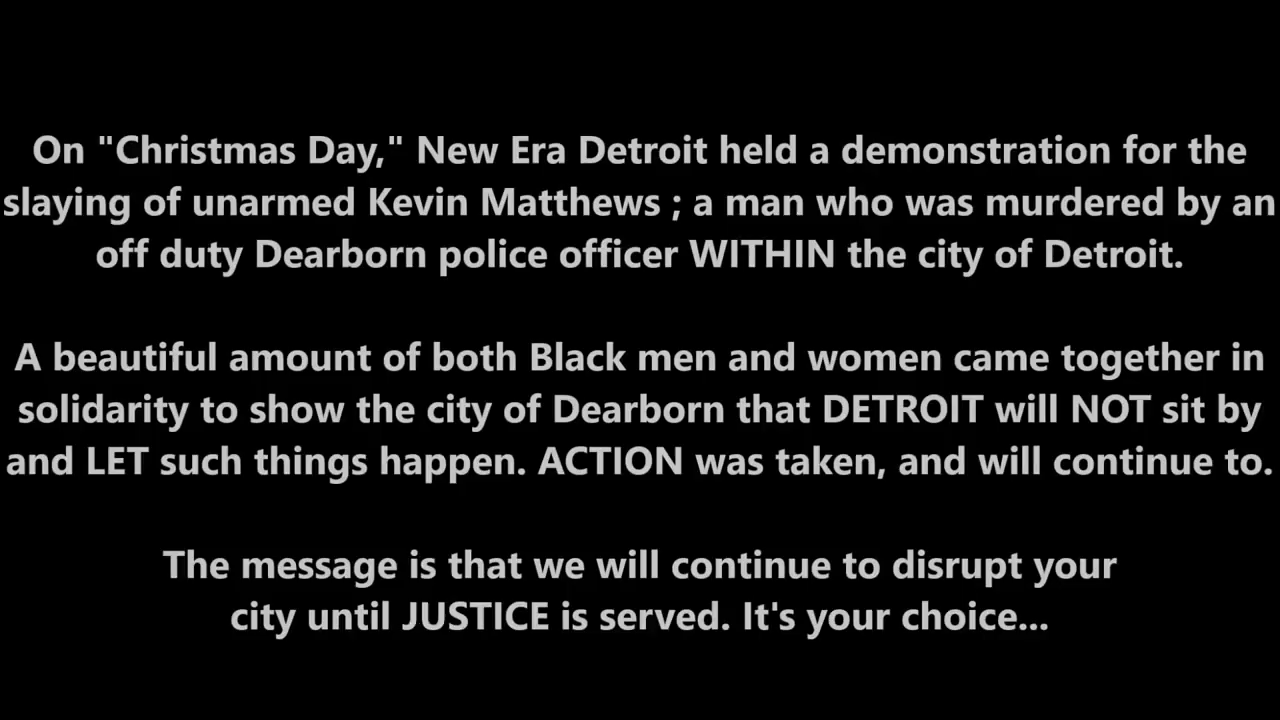 On "Christmas Day," New Era Detroit held a demonstration for the
slaying of unarmed Kevin Matthews ; a man who was murdered by an
off duty Dearborn police officer WITHIN the city of Detroit.
A beautiful amount of both Black men and women came together in
solidarity to show the city of Dearborn that DETROIT will NOT sit by
and LET such things happen. ACTION was taken, and will continue to.
The message is that we will continue to disrupt your
city until JUSTICE is served. It's your choice...